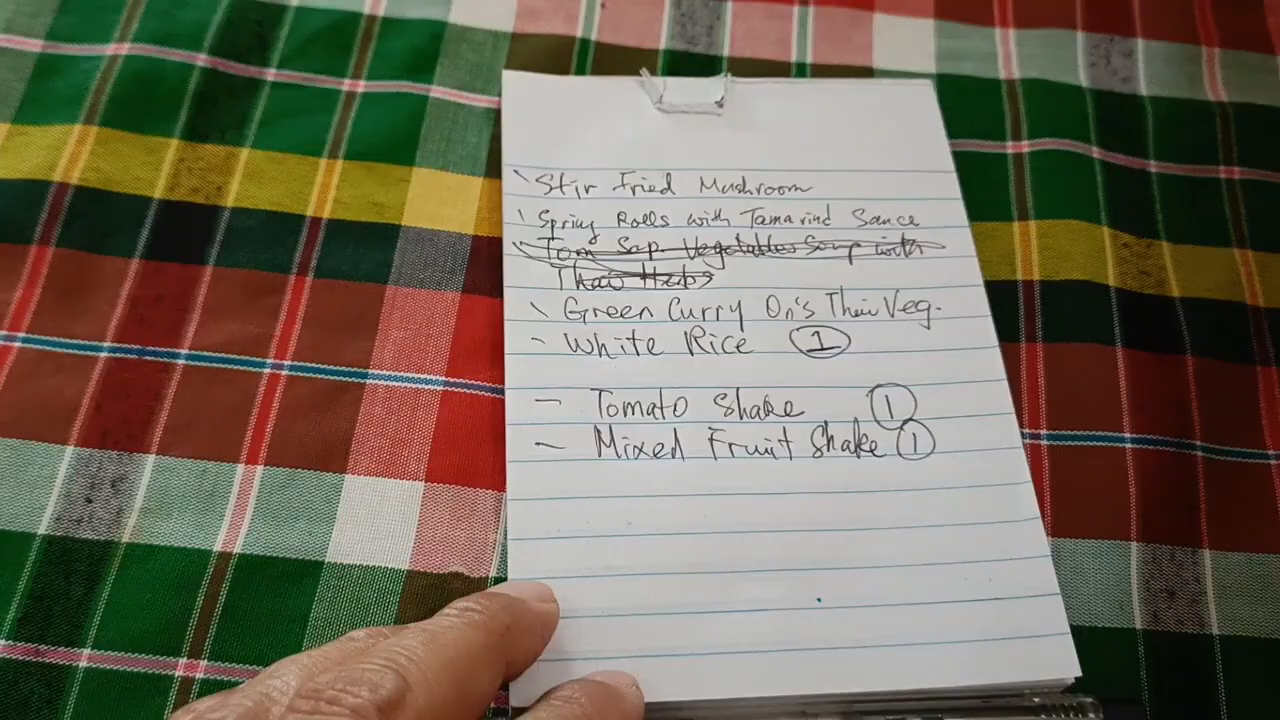 \ Stir Fried Mushroom
\ Spring Rolls with Tamarind Sauce
\ Tom Sap Vegetables Soup with
Thai Herbs
\ Green Curry On's Thai Veg.
- White Rice 1
- Tomato Shake 1
- Mixed Fruit Shake 1